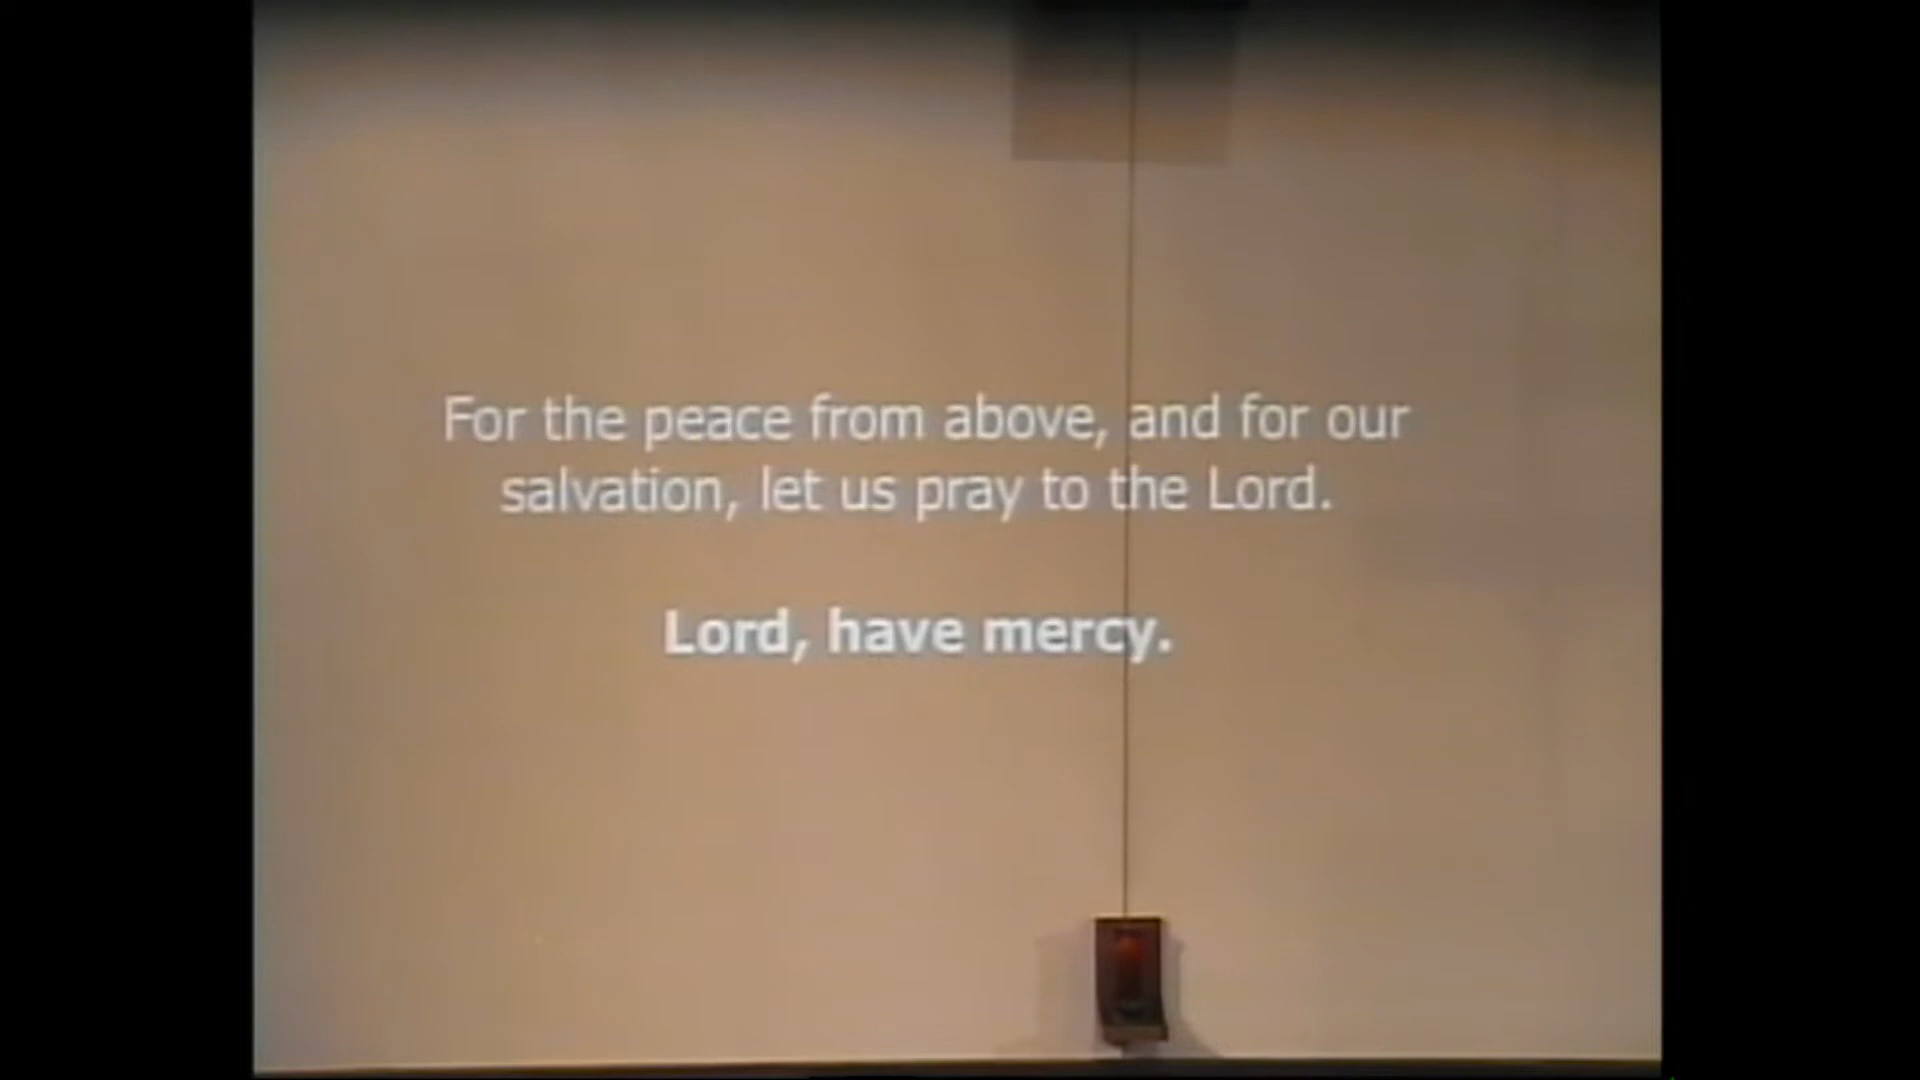 For the peace from above, and for our
salvation, let us pray to the Lord.
Lord, have mercy.